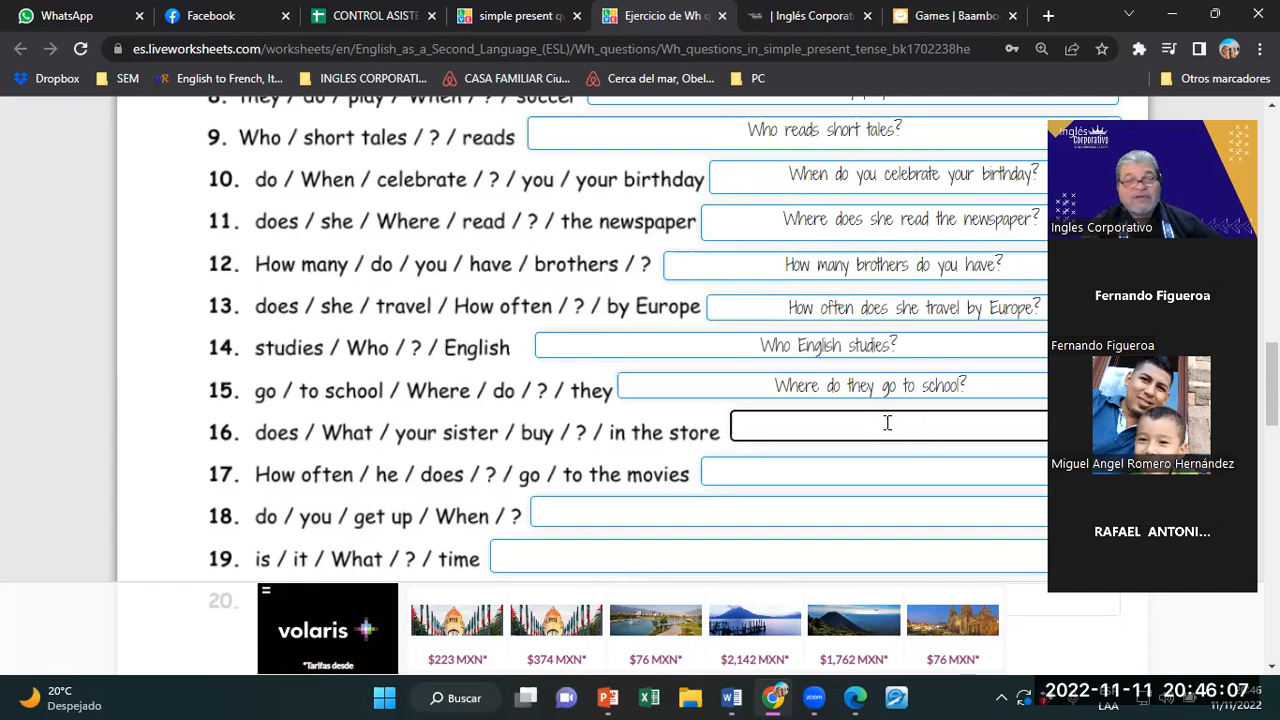 WhatsApp
Facebook
CONTROL ASIST
simple present q
Ejercicio de Wh q
| Inglés Corporat
Games | Baambo
es.liveworksheets.com/worksheets/en/English_as_a_Second_Language_(ESL)/Wh_questions/Wh_questions_in_simple_present_tense_bk1702238he
Dropbox
SEM
English to French, It...
INGLES CORPORATI...
CASA FAMILIAR Ciu...
Cerca del mar, Obel...
PC
Otros marcadores
8. They / do / play / When / ? / soccer
9. Who / short tales / ? / reads
Who reads short tales?
10. do / When / celebrate / ? / you / your birthday
When do you celebrate your birthday?
11. does / she / Where / read / ? / the newspaper
Where does she read the newspaper?
12. How many / do / you / have / brothers / ?
How many brothers do you have?
13. does / she / travel / How often / ? / by Europe
How often does she travel by Europe?
14. studies / Who / ? / English
Who English studies?
15. go / to school / Where / do / ? / they
Where do they go to school?
16. does / What / your sister / buy / ? / in the store
17. How often / he / does / ? / go / to the movies
18. do / you / get up / When / ?
19. is / it / What / ? / time
20.
Inglés
Corporativo
Ingles Corporativo
Fernando Figueroa
Fernando Figueroa
Miguel Angel Romero Hernández
RAFAEL ANTONI...
volaris
*Tarifas desde
$223 MXN*
$374 MXN*
$76 MXN*
$2,142 MXN*
$1,762 MXN*
$76 MXN*
20°C
Despejado
Buscar
LAA
2022-11-11 20:46:07
11/11/2022